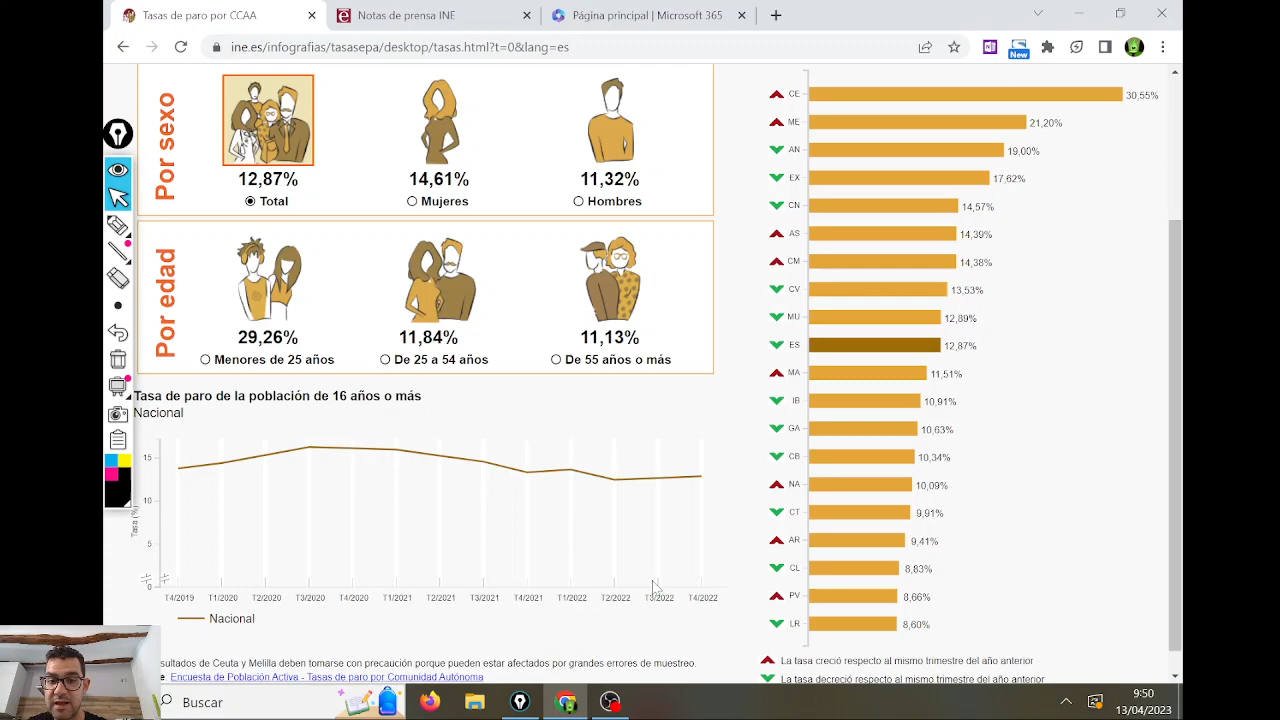 Tasas de paro por CCAA
Notas de prensa INE
Página principal | Microsoft 365
ine.es/infografias/tasasepa/desktop/tasas.html?t=0&lang=es
New
Por sexo
12,87%
Total
14,61%
Mujeres
11,32%
Hombres
Por edad
29,26%
Menores de 25 años
11,84%
De 25 a 54 años
11,13%
De 55 años o más
Tasa de paro de la población de 16 años o más
Nacional
Tasa (%)
15
10
5
0
T4/2019 T1/2020 T2/2020 T3/2020 T4/2020 T1/2021 T2/2021 T3/2021 T4/2021 T1/2022 T2/2022 T3/2022 T4/2022
Nacional
sultados de Ceuta y Melilla deben tomarse con precaución porque pueden estar afectados por grandes errores de muestreo.
e: Encuesta de Población Activa - Tasas de paro por Comunidad Autónoma
CE 30,55%
ME 21,20%
AN 19,00%
EX 17,62%
CN 14,57%
AS 14,39%
CM 14,38%
CV 13,53%
MU 12,89%
ES 12,87%
MA 11,51%
IB 10,91%
GA 10,63%
CB 10,34%
NA 10,09%
CT 9,91%
AR 9,41%
CL 8,83%
PV 8,66%
LR 8,60%
La tasa creció respecto al mismo trimestre del año anterior
La tasa decreció respecto al mismo trimestre del año anterior
Buscar
9:50
13/04/2023